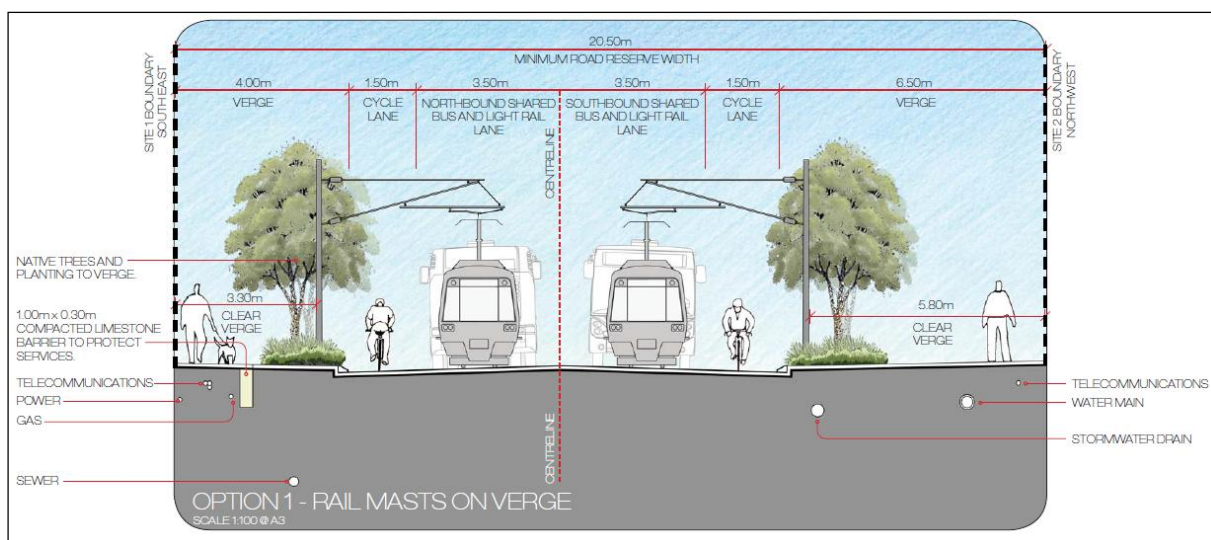 20.50m
MINIMUM ROAD RESERVE WIDTH
SITE 1 BOUNDARY
SOUTH EAST
4.00m
VERGE
1.50m
CYCLE
LANE
3.50m
NORTHBOUND SHARED
BUS AND LIGHT RAIL
LANE
CENTRELINE
3.50m
SOUTHBOUND SHARED
BUS AND LIGHT RAIL
LANE
1.50m
CYCLE
LANE
6.50m
VERGE
SITE 2 BOUNDARY
NORTHWEST
NATIVE TREES AND
PLANTING TO VERGE.
3.30m
CLEAR
VERGE
1.00m x 0.30m
COMPACTED LIMESTONE
BARRIER TO PROTECT
SERVICES.
5.80m
CLEAR
VERGE
TELECOMMUNICATIONS
POWER
GAS
SEWER
CENTRELINE
TELECOMMUNICATIONS
WATER MAIN
STORMWATER DRAIN
OPTION 1 - RAIL MASTS ON VERGE
SCALE 1:100 @ A3